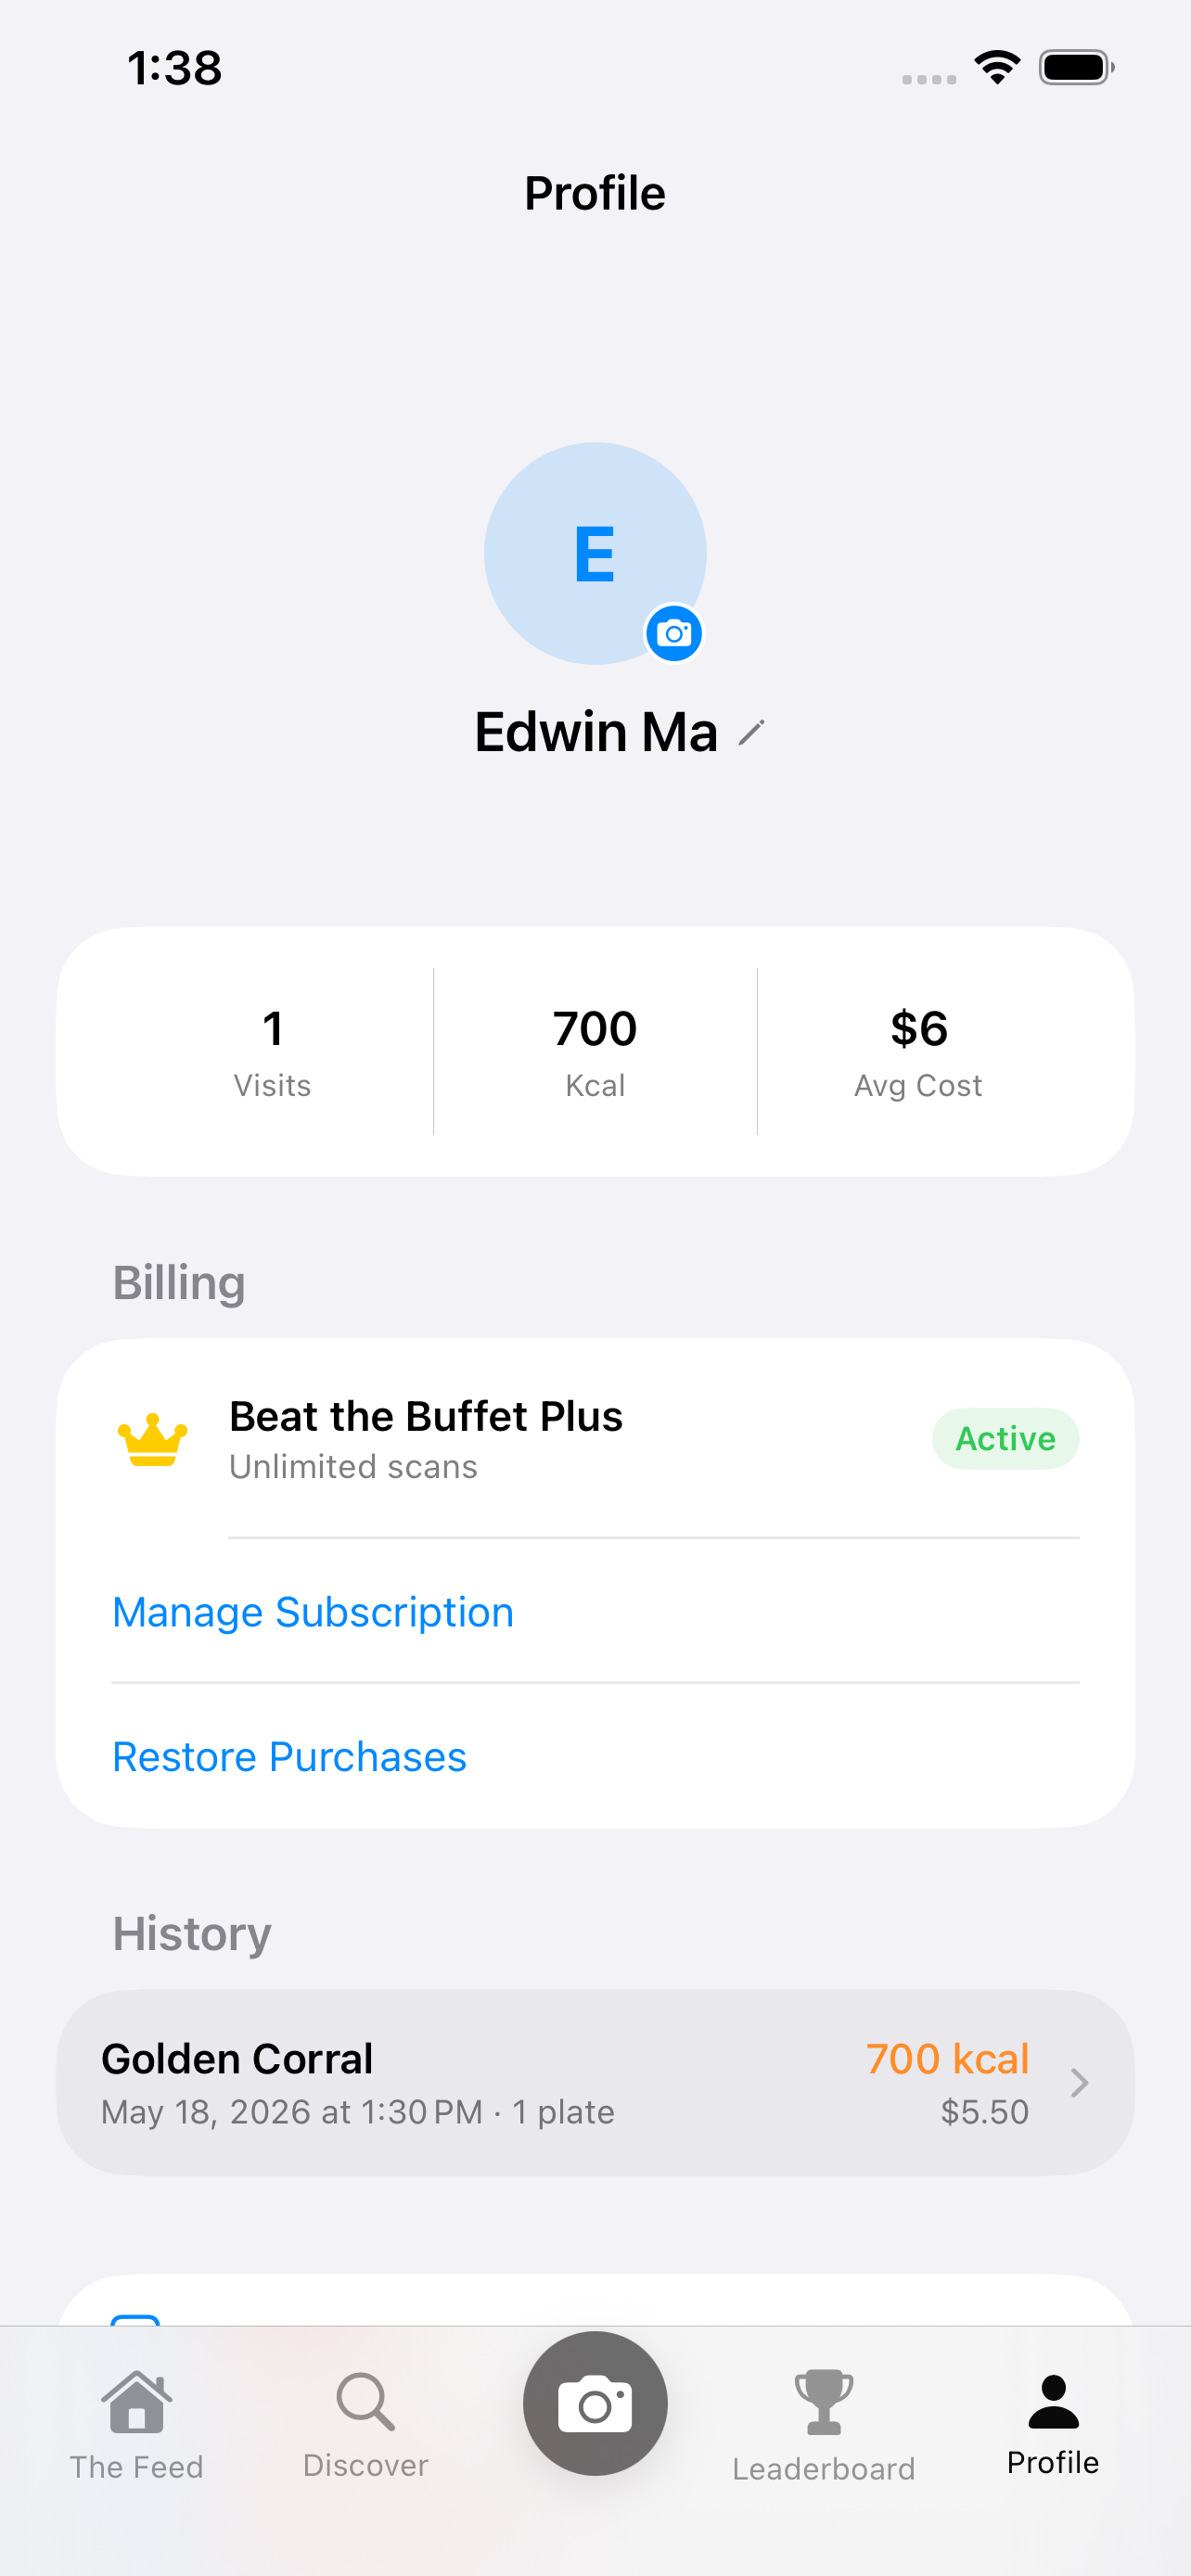 1:38
Profile
E
Edwin Ma
1
Visits
700
Kcal
$6
Avg Cost
Billing
Beat the Buffet Plus
Unlimited scans
Active
Manage Subscription
Restore Purchases
History
Golden Corral
700 kcal
May 18, 2026 at 1:30 PM · 1 plate
$5.50
The Feed
Discover
Leaderboard
Profile